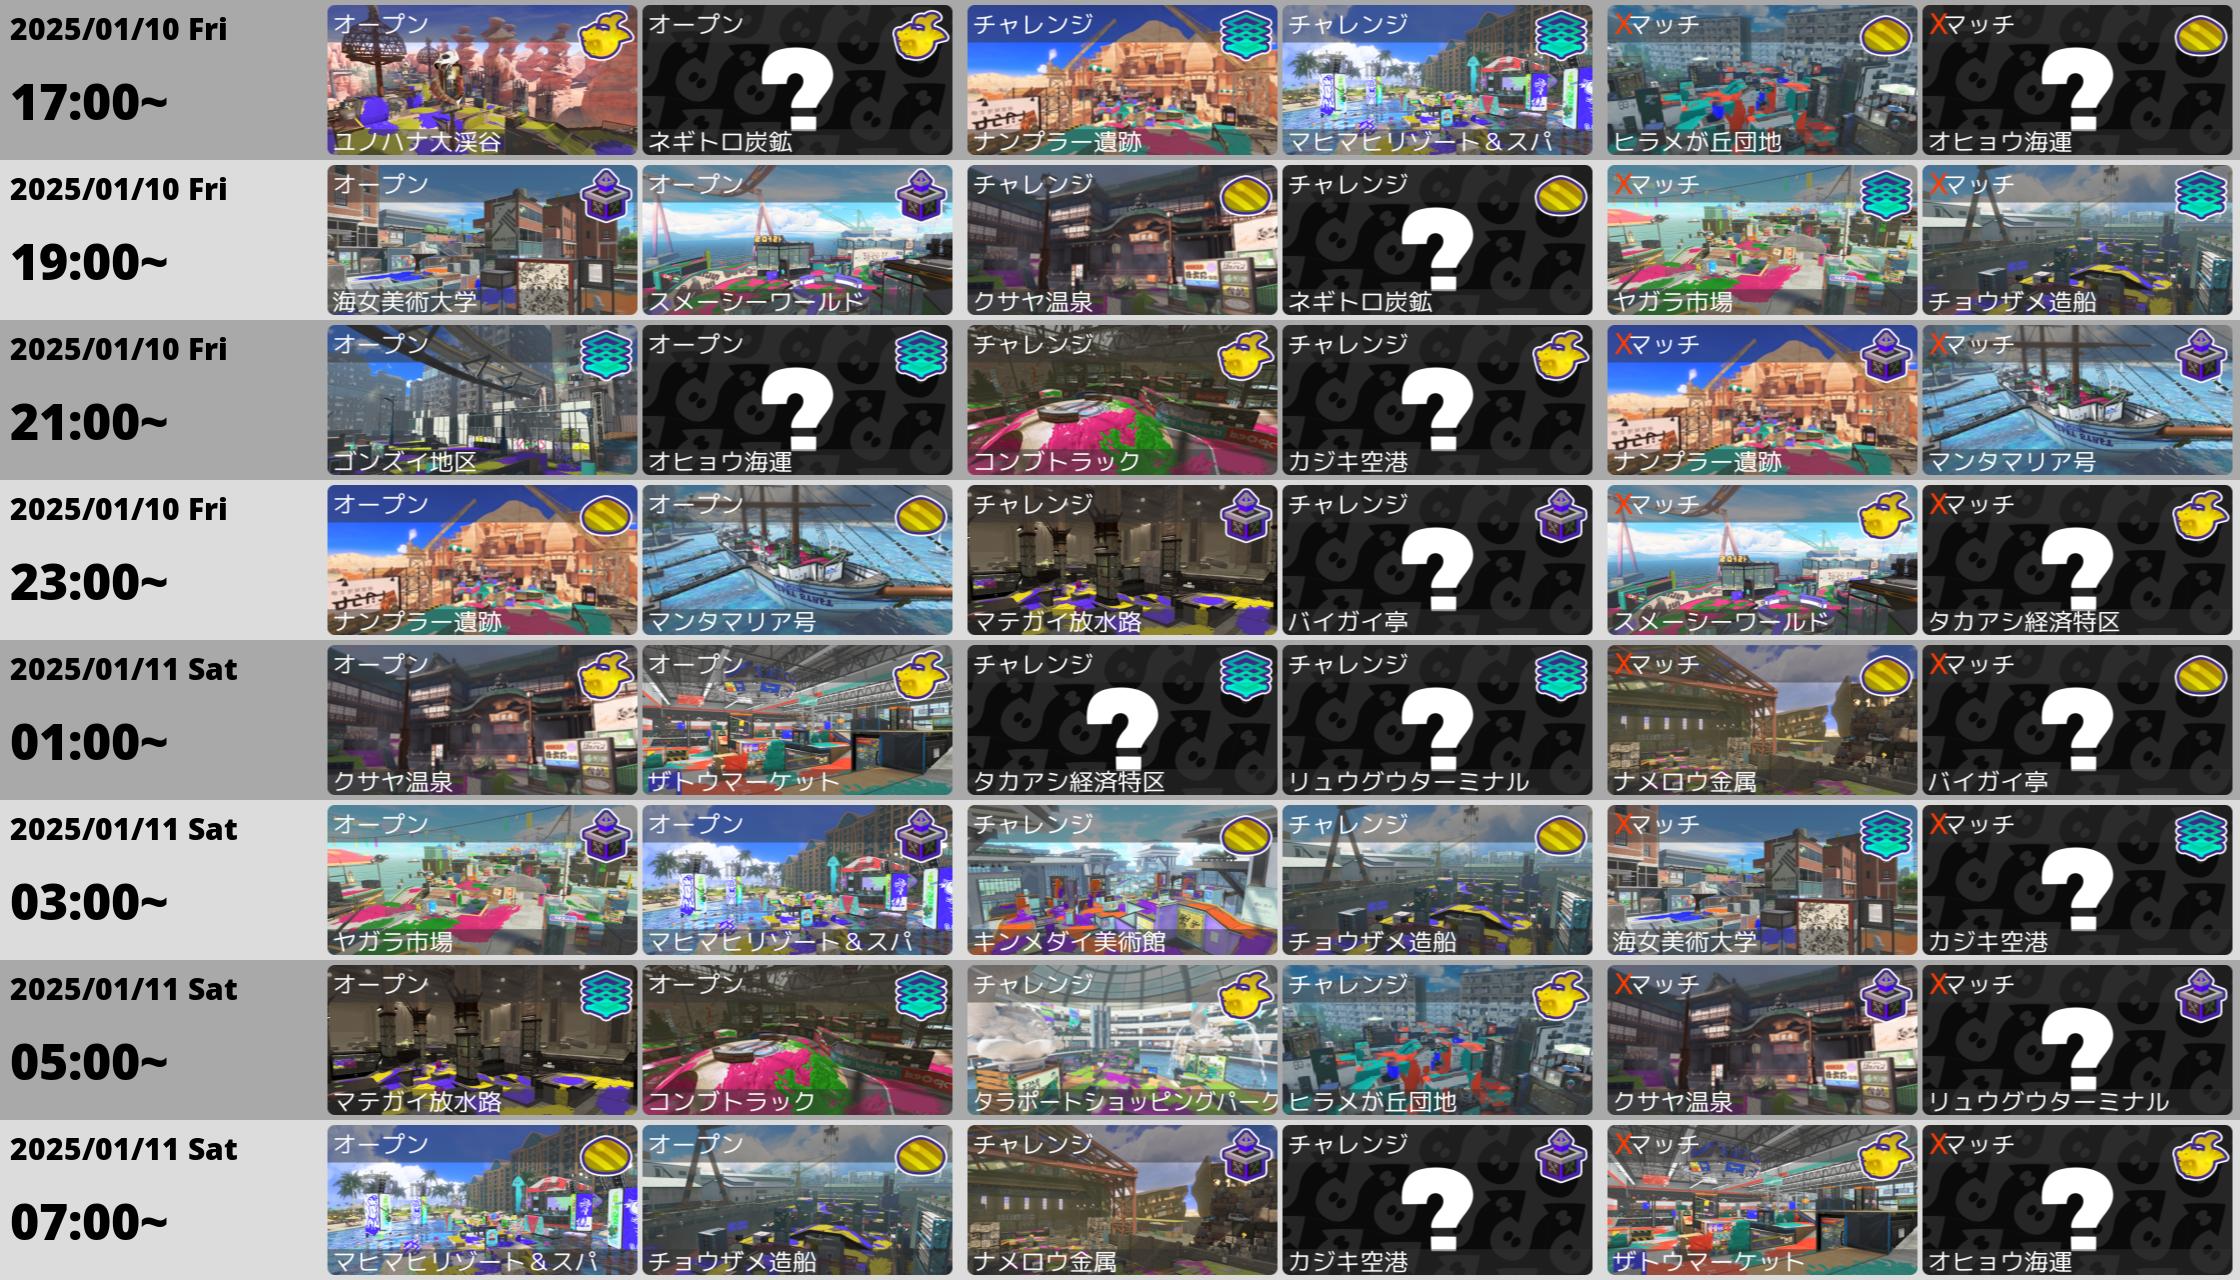 2025/01/10 Fri
17:00~
オープン
ユノハナ大渓谷
オープン
ネギトロ炭鉱
チャレンジ
ナンプラー遺跡
チャレンジ
マヒマヒリゾート＆スパ
Xマッチ
ヒラメが丘団地
Xマッチ
オヒョウ海運
2025/01/10 Fri
19:00~
オープン
海女美術大学
オープン
スメーシーワールド
チャレンジ
クサヤ温泉
チャレンジ
ネギトロ炭鉱
Xマッチ
ヤガラ市場
Xマッチ
チョウザメ造船
2025/01/10 Fri
21:00~
オープン
ゴンズイ地区
オープン
オヒョウ海運
チャレンジ
コンブトラック
チャレンジ
カジキ空港
Xマッチ
ナンプラー遺跡
Xマッチ
マンタマリア号
2025/01/10 Fri
23:00~
オープン
ナンプラー遺跡
オープン
マンタマリア号
チャレンジ
マテガイ放水路
チャレンジ
バイガイ亭
Xマッチ
スメーシーワールド
Xマッチ
タカアシ経済特区
2025/01/11 Sat
01:00~
オープン
クサヤ温泉
オープン
ザトウマーケット
チャレンジ
タカアシ経済特区
チャレンジ
リュウグウターミナル
Xマッチ
ナメロウ金属
Xマッチ
バイガイ亭
2025/01/11 Sat
03:00~
オープン
ヤガラ市場
オープン
マヒマヒリゾート＆スパ
チャレンジ
キンメダイ美術館
チャレンジ
チョウザメ造船
Xマッチ
海女美術大学
Xマッチ
カジキ空港
2025/01/11 Sat
05:00~
オープン
マテガイ放水路
オープン
コンブトラック
チャレンジ
タラポートショッピングパーク
チャレンジ
ヒラメが丘団地
Xマッチ
クサヤ温泉
Xマッチ
リュウグウターミナル
2025/01/11 Sat
07:00~
オープン
マヒマヒリゾート＆スパ
オープン
チョウザメ造船
チャレンジ
ナメロウ金属
チャレンジ
カジキ空港
Xマッチ
ザトウマーケット
Xマッチ
オヒョウ海運